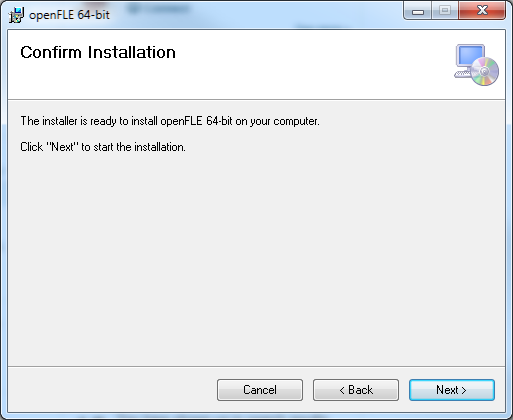 openFLE 64-bit
Confirm Installation
The installer is ready to install openFLE 64-bit on your computer.
Click "Next" to start the installation.
Cancel
< Back
Next >